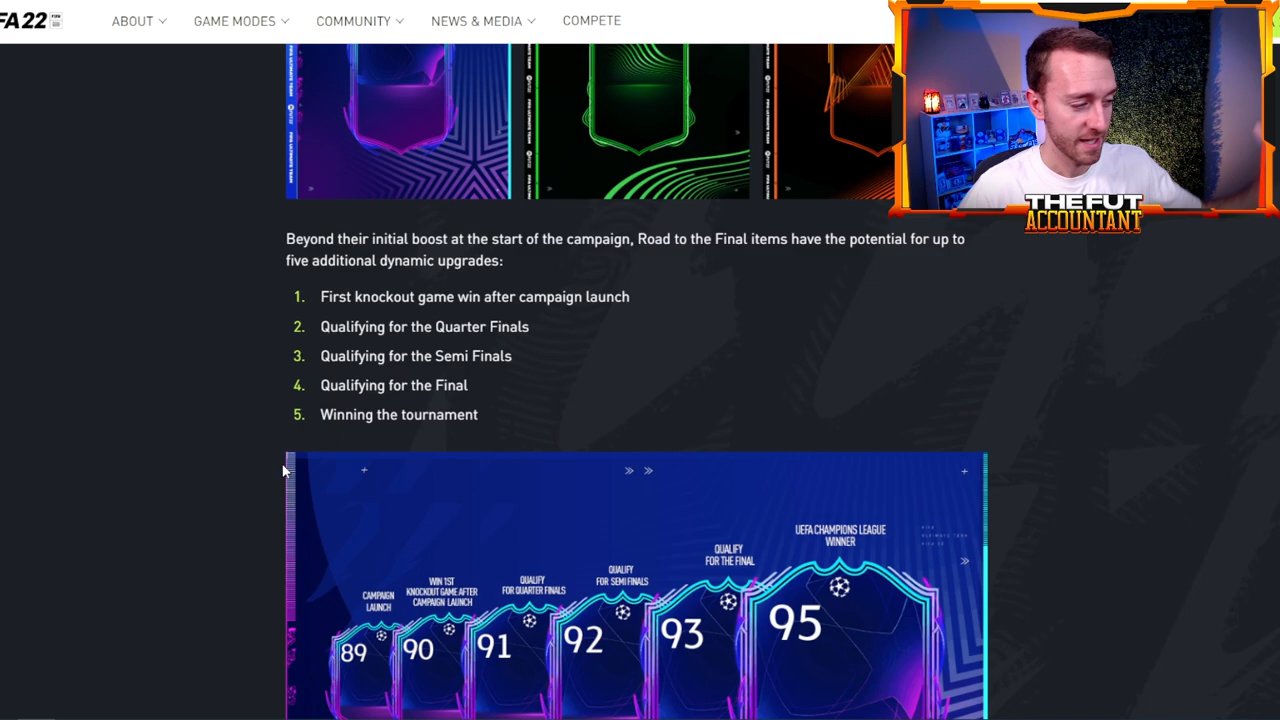 FA 22
ABOUT
GAME MODES
COMMUNITY
NEWS & MEDIA
COMPETE
THE FUT
ACCOUNTANT
Beyond their initial boost at the start of the campaign, Road to the Final items have the potential for up to
five additional dynamic upgrades:
1. First knockout game win after campaign launch
2. Qualifying for the Quarter Finals
3. Qualifying for the Semi Finals
4. Qualifying for the Final
5. Winning the tournament
CAMPAIGN
LAUNCH
89
WIN 1ST
KNOCKOUT GAME AFTER
CAMPAIGN LAUNCH
90
QUALIFY
FOR QUARTER FINALS
91
QUALIFY
FOR SEMI FINALS
92
QUALIFY
FOR THE FINAL
93
UEFA CHAMPIONS LEAGUE
WINNER
95